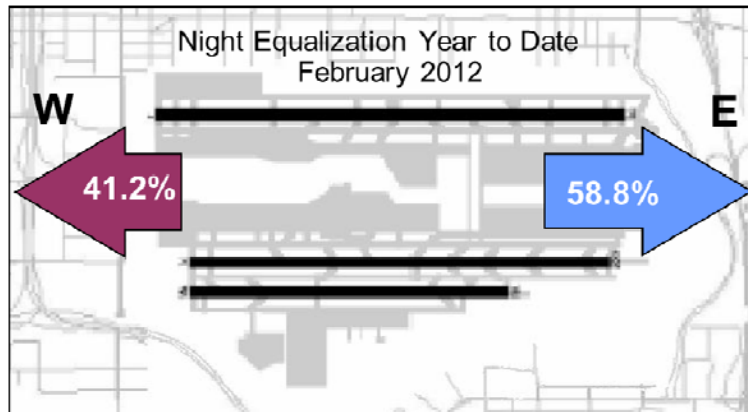 Night Equalization Year to Date
February 2012
W
E
41.2%
58.8%